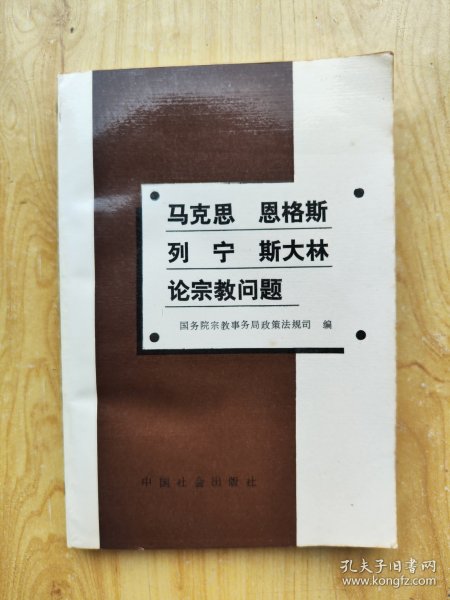 马克思 恩格斯
列 宁 斯大林
论宗教问题
国务院宗教事务局政策法规司 编
中国社会出版社
孔夫子旧书网
www.kongfz.com